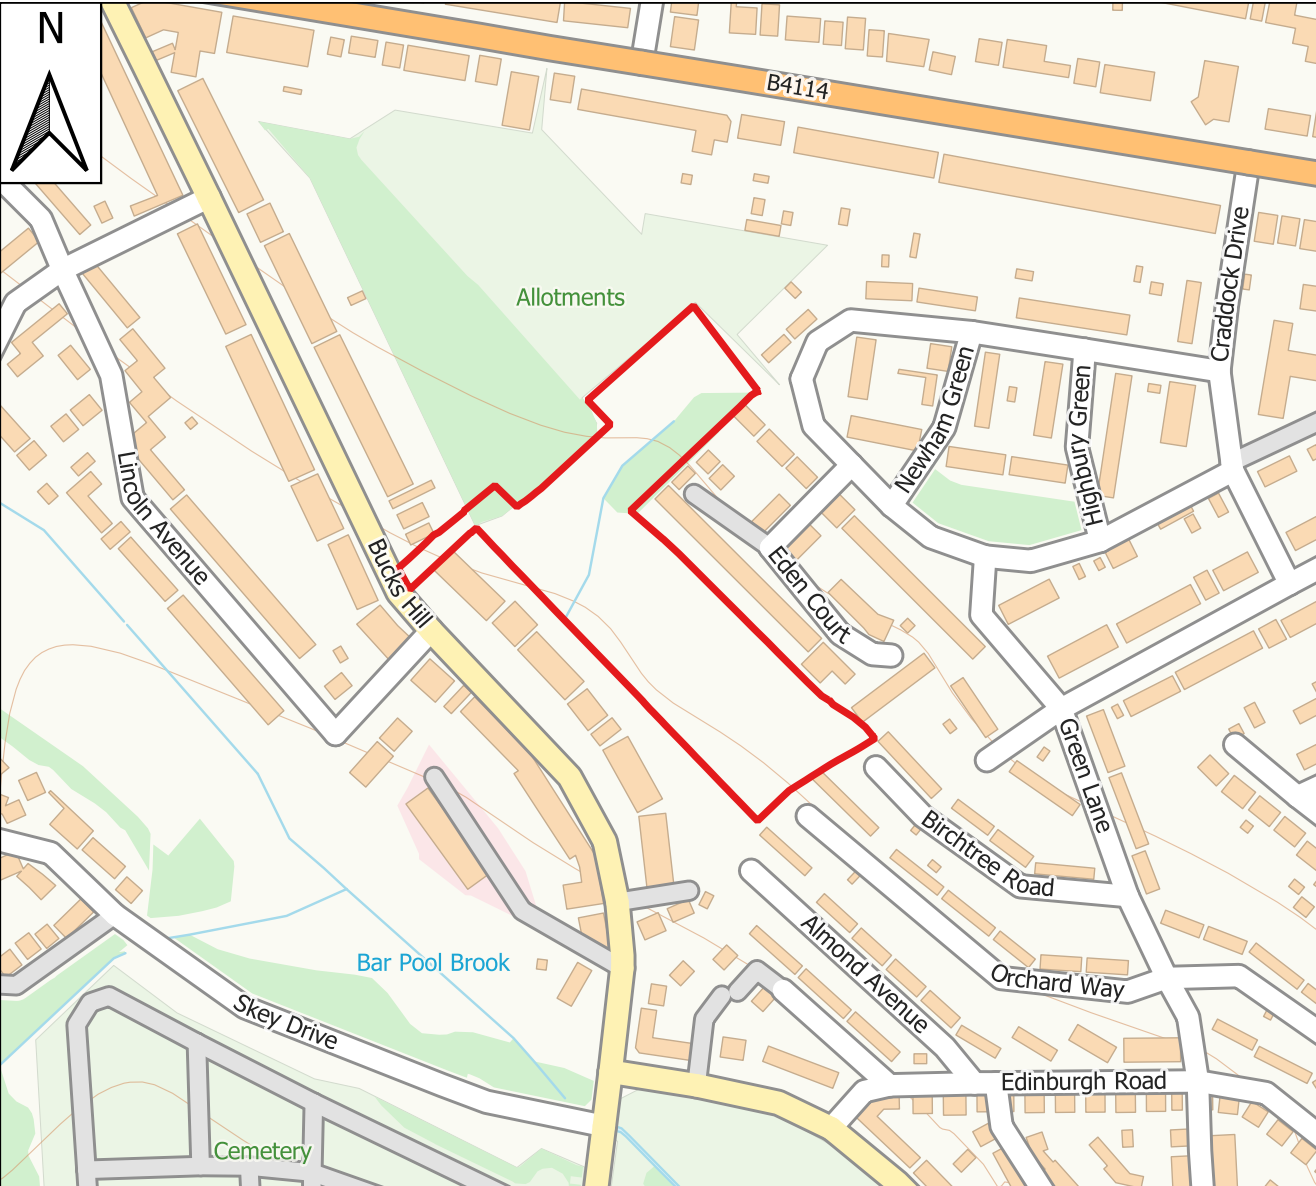 N
B4114
Craddock Drive
Allotments
Newham Green
Highbury Green
Lincoln Avenue
Bucks Hill
Eden Court
Green Lane
Birchtree Road
Almond Avenue
Bar Pool Brook
Orchard Way
Skey Drive
Edinburgh Road
Cemetery